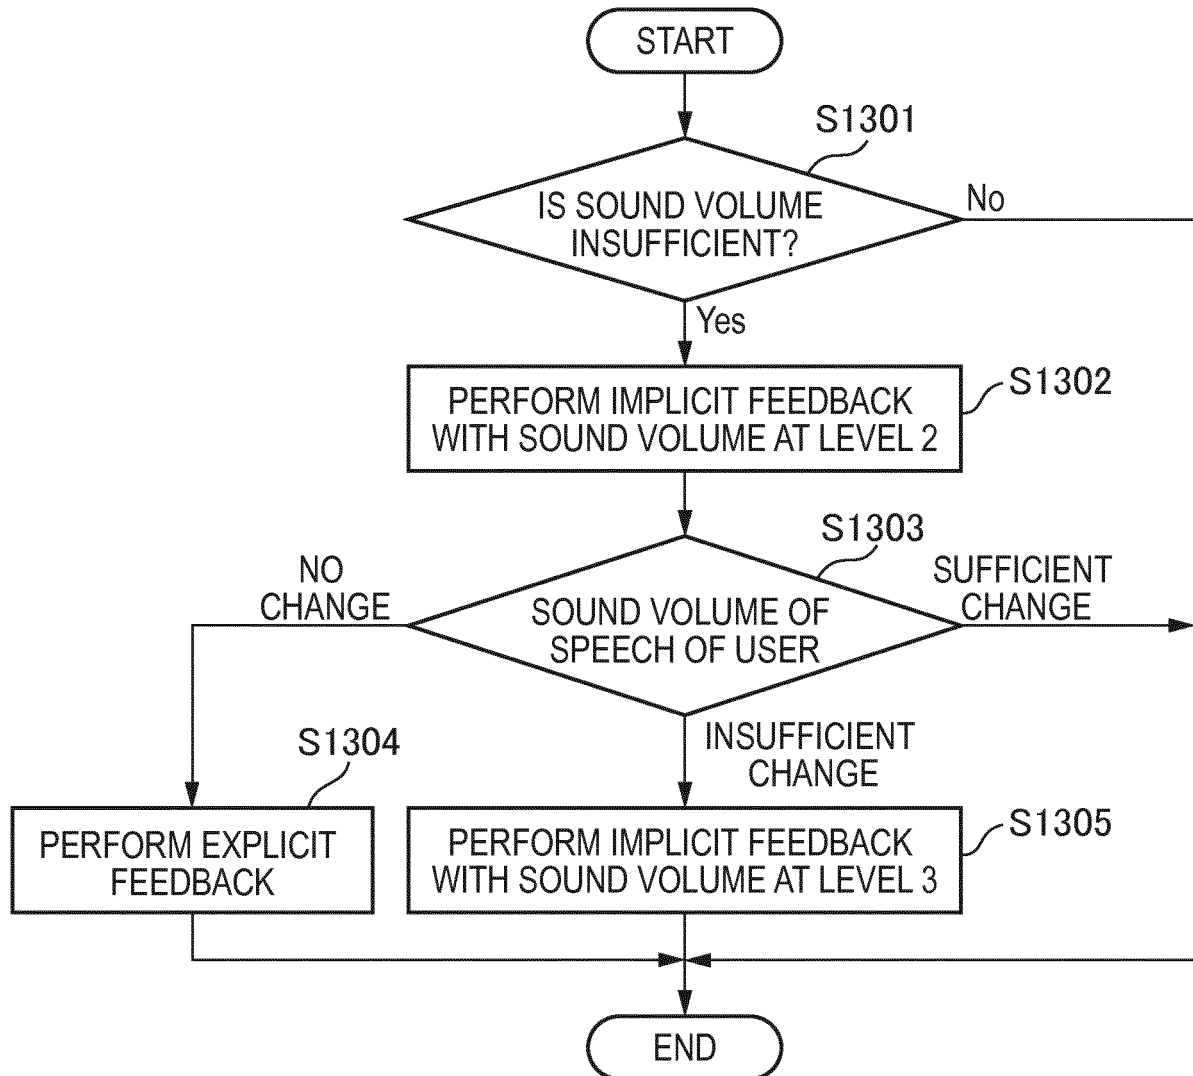 START
S1301
IS SOUND VOLUME
INSUFFICIENT?
No
Yes
S1302
PERFORM IMPLICIT FEEDBACK
WITH SOUND VOLUME AT LEVEL 2
S1303
NO
CHANGE
SOUND VOLUME OF
SPEECH OF USER
SUFFICIENT
CHANGE
INSUFFICIENT
CHANGE
S1304
PERFORM EXPLICIT
FEEDBACK
S1305
PERFORM IMPLICIT FEEDBACK
WITH SOUND VOLUME AT LEVEL 3
END